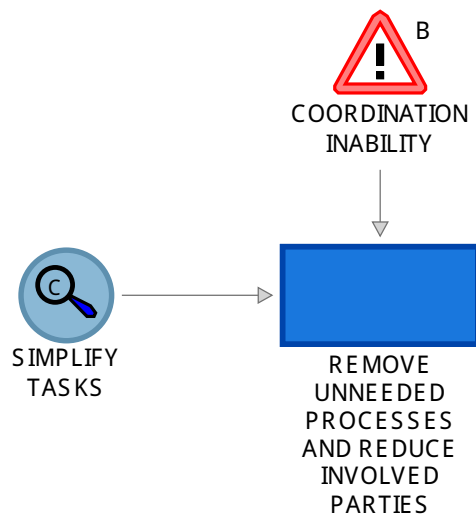 B
COORDINATION
INABILITY
C
SIMPLIFY
TASKS
REMOVE
UNNEEDED
PROCESSES
AND REDUCE
INVOLVED
PARTIES